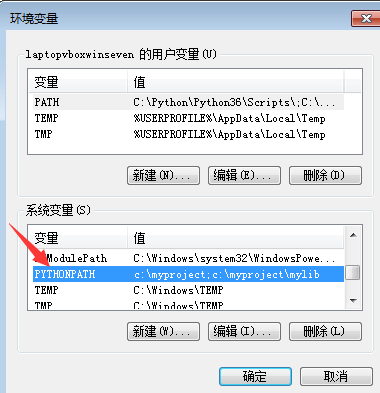 环境变量
laptopvboxwinseven 的用户变量(U)
变量 值
PATH C:\Python\Python36\Scripts\;C:\...
TEMP %USERPROFILE%\AppData\Local\Temp
TMP %USERPROFILE%\AppData\Local\Temp
新建(N)... 编辑(E)... 删除(D)
系统变量(S)
变量 值
ModulePath C:\Windows\system32\WindowsPowe...
PYTHONPATH c:\myproject;c:\myproject\mylib
TEMP C:\Windows\TEMP
TMP C:\Windows\TEMP
新建(W)... 编辑(I)... 删除(L)
确定 取消